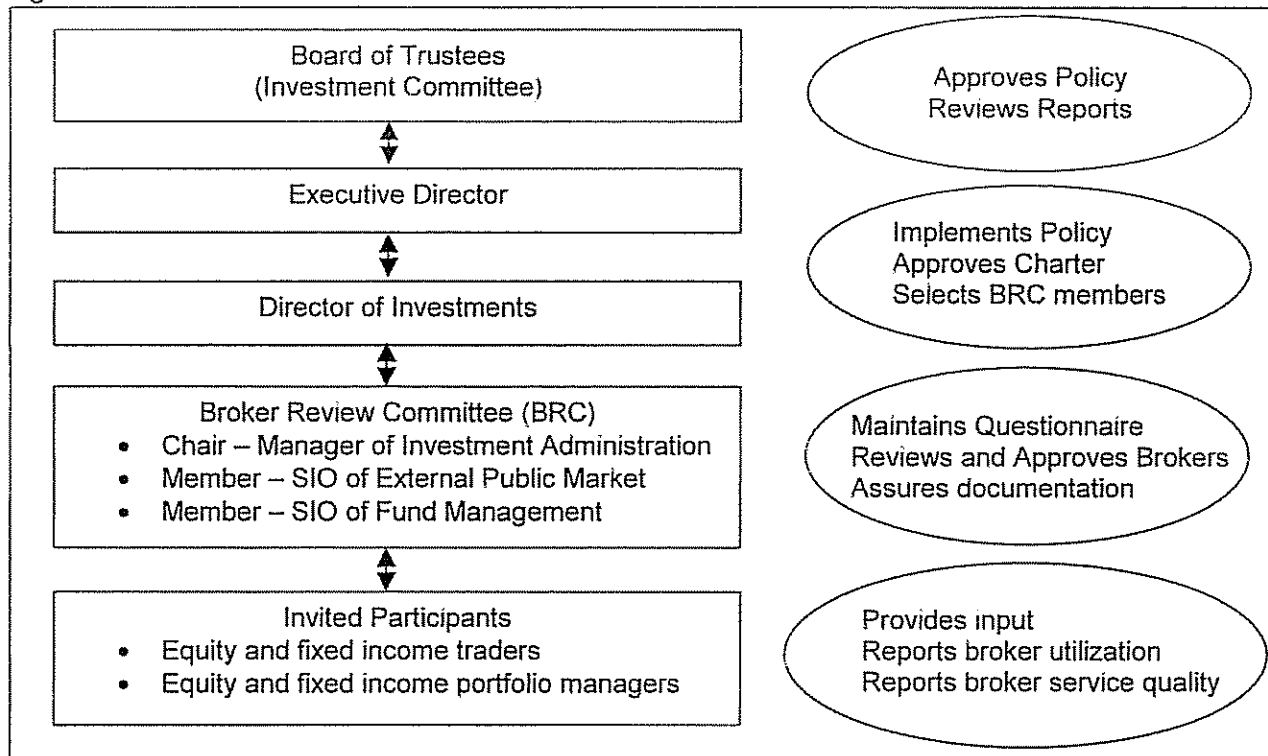 Board of Trustees
(Investment Committee)
Approves Policy
Reviews Reports
Executive Director
Implements Policy
Approves Charter
Selects BRC members
Director of Investments
Broker Review Committee (BRC)
• Chair – Manager of Investment Administration
• Member – SIO of External Public Market
• Member – SIO of Fund Management
Maintains Questionnaire
Reviews and Approves Brokers
Assures documentation
Invited Participants
• Equity and fixed income traders
• Equity and fixed income portfolio managers
Provides input
Reports broker utilization
Reports broker service quality